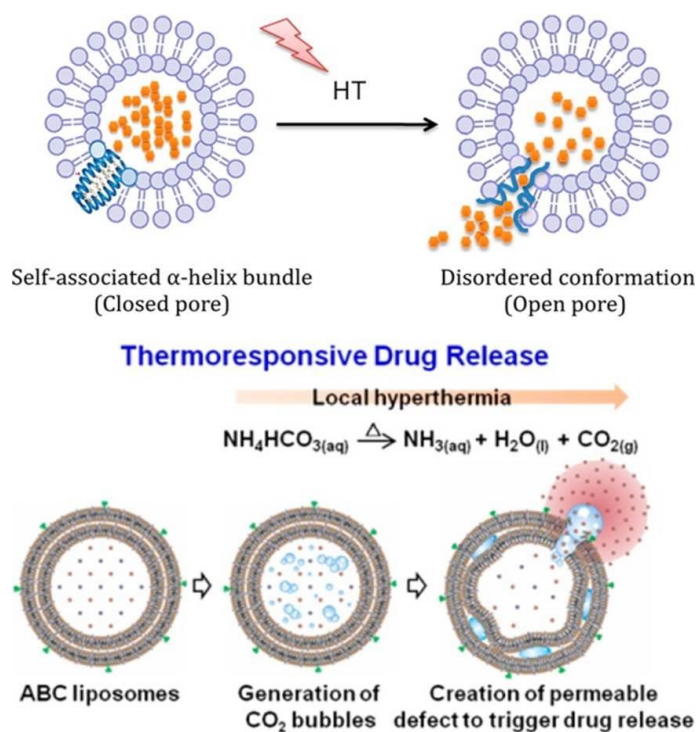 HT
Self-associated α-helix bundle
(Closed pore)
Disordered conformation
(Open pore)
Thermoresponsive Drug Release
Local hyperthermia
NH₄HCO₃(aq) Δ→ NH₃(aq) + H₂O(l) + CO₂(g)
ABC liposomes
Generation of
CO₂ bubbles
Creation of permeable
defect to trigger drug release